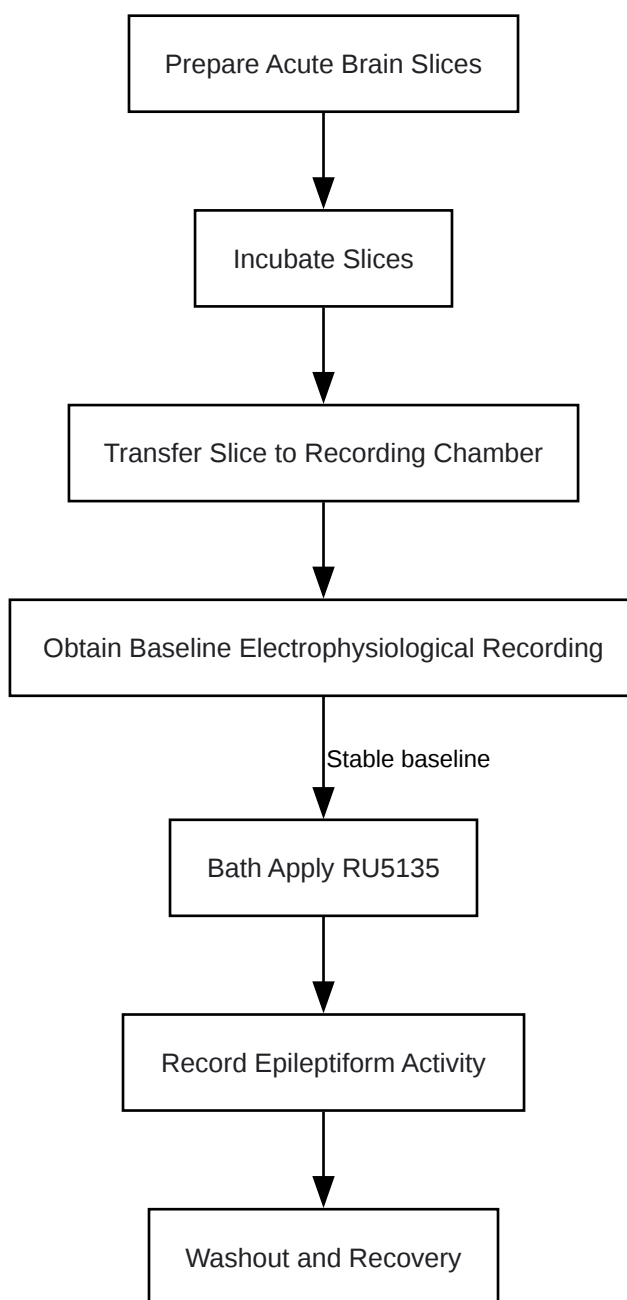 Prepare Acute Brain Slices
Incubate Slices
Transfer Slice to Recording Chamber
Obtain Baseline Electrophysiological Recording
Stable baseline
Bath Apply RU5135
Record Epileptiform Activity
Washout and Recovery